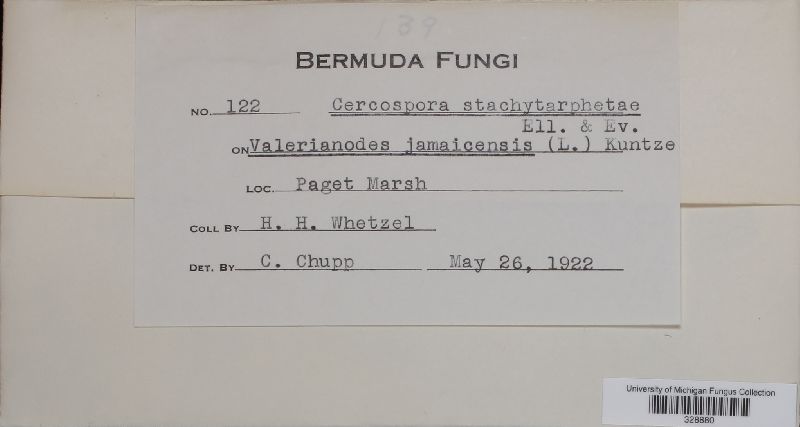 139
BERMUDA FUNGI
NO. 122 Cercospora stachytarphetae
Ell. & Ev.
ON Valerianodes jamaicensis (L.) Kuntze
LOC. Paget Marsh
COLL BY H. H. Whetzel
DET. BY C. Chupp May 26, 1922
University of Michigan Fungus Collection
328880